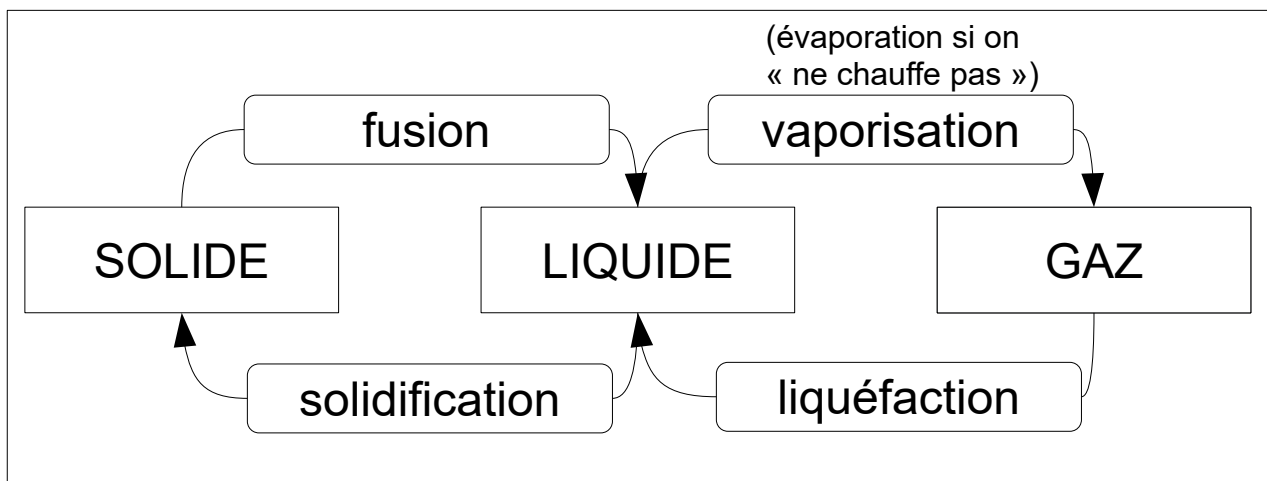 (évaporation si on
« ne chauffe pas »)
fusion
vaporisation
SOLIDE
LIQUIDE
GAZ
solidification
liquéfaction